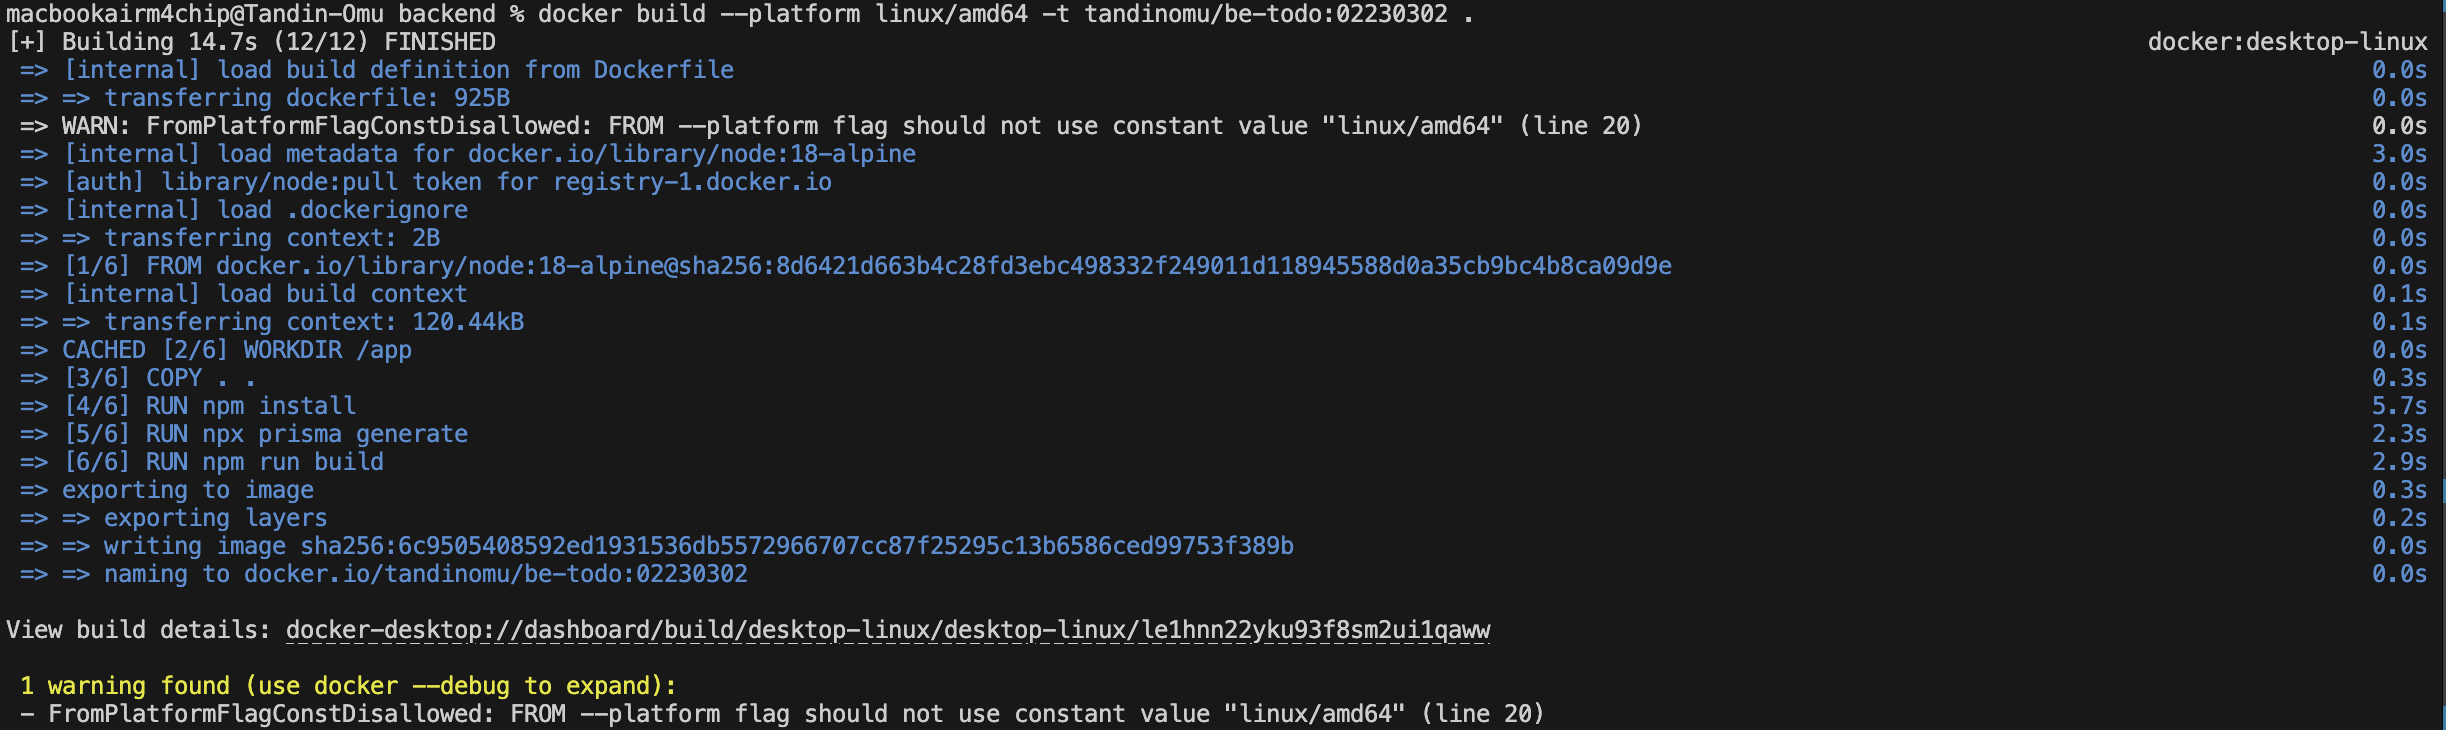 macbookairm4chip@Tandin-Omu backend % docker build --platform linux/amd64 -t tandinomu/be-todo:02230302 .
[+] Building 14.7s (12/12) FINISHED docker:desktop-linux
=> [internal] load build definition from Dockerfile 0.0s
=> => transferring dockerfile: 925B 0.0s
=> WARN: FromPlatformFlagConstDisallowed: FROM --platform flag should not use constant value "linux/amd64" (line 20) 0.0s
=> [internal] load metadata for docker.io/library/node:18-alpine 3.0s
=> [auth] library/node:pull token for registry-1.docker.io 0.0s
=> [internal] load .dockerignore 0.0s
=> => transferring context: 2B 0.0s
=> [1/6] FROM docker.io/library/node:18-alpine@sha256:8d6421d663b4c28fd3ebc498332f249011d118945588d0a35cb9bc4b8ca09d9e 0.0s
=> [internal] load build context 0.1s
=> => transferring context: 120.44kB 0.1s
=> CACHED [2/6] WORKDIR /app 0.0s
=> [3/6] COPY . . 0.3s
=> [4/6] RUN npm install 5.7s
=> [5/6] RUN npx prisma generate 2.3s
=> [6/6] RUN npm run build 2.9s
=> exporting to image 0.3s
=> => exporting layers 0.2s
=> => writing image sha256:6c9505408592ed1931536db5572966707cc87f25295c13b6586ced99753f389b 0.0s
=> => naming to docker.io/tandinomu/be-todo:02230302 0.0s
View build details: docker-desktop://dashboard/build/desktop-linux/desktop-linux/le1hnn22yku93f8sm2ui1qaww
1 warning found (use docker --debug to expand):
- FromPlatformFlagConstDisallowed: FROM --platform flag should not use constant value "linux/amd64" (line 20)